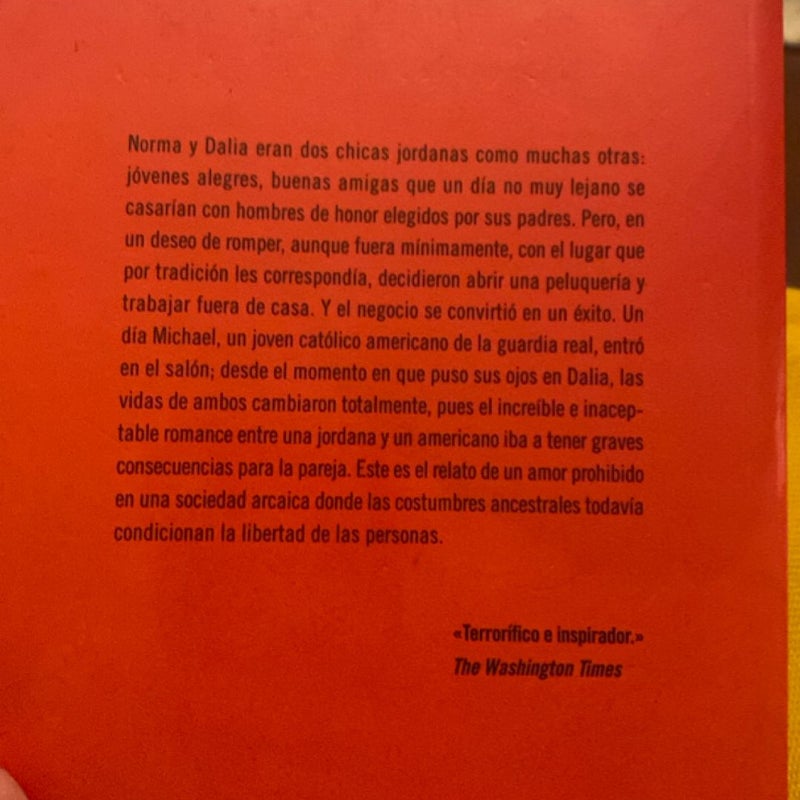 Norma y Dalia eran dos chicas jordanas como muchas otras:
jóvenes alegres, buenas amigas que un día no muy lejano se
casarían con hombres de honor elegidos por sus padres. Pero, en
un deseo de romper, aunque fuera mínimamente, con el lugar que
por tradición les correspondía, decidieron abrir una peluquería y
trabajar fuera de casa. Y el negocio se convirtió en un éxito. Un
día Michael, un joven católico americano de la guardia real, entró
en el salón; desde el momento en que puso sus ojos en Dalia, las
vidas de ambos cambiaron totalmente, pues el increíble e inacep-
table romance entre una jordana y un americano iba a tener graves
consecuencias para la pareja. Este es el relato de un amor prohibido
en una sociedad arcaica donde las costumbres ancestrales todavía
condicionan la libertad de las personas.
«Terrorífico e inspirador.»
The Washington Times